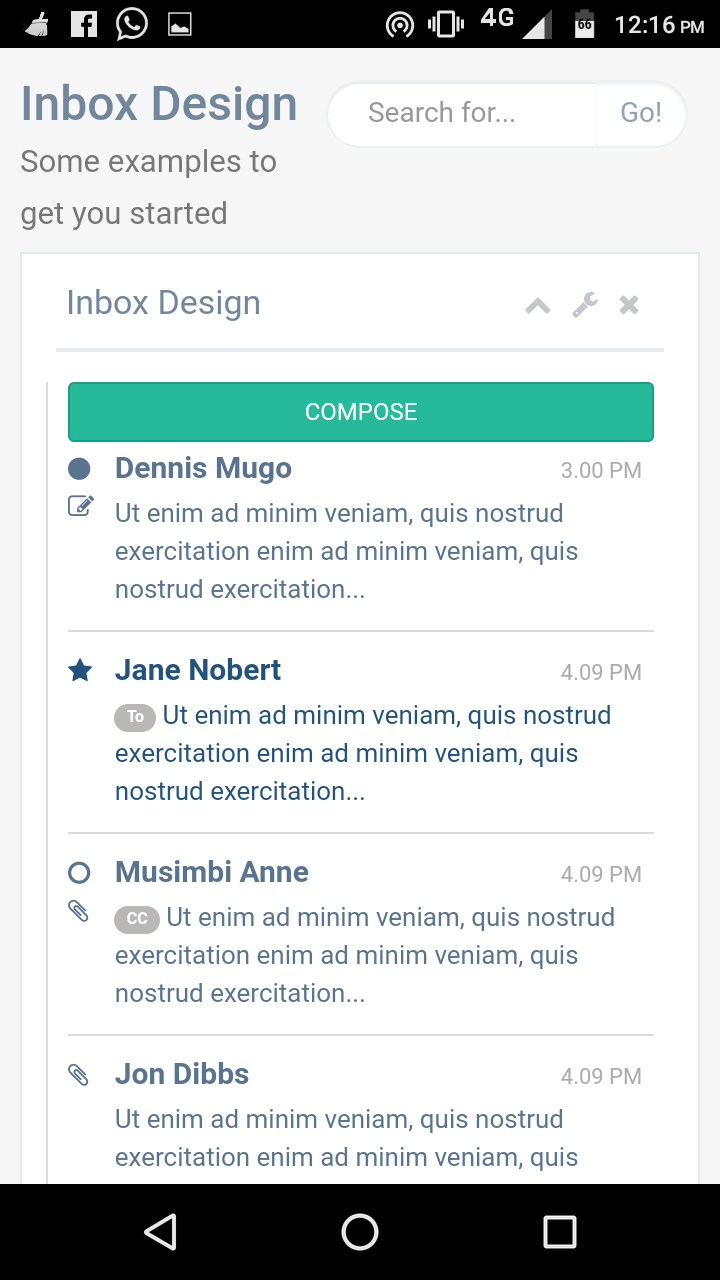 4G 66 12:16 PM
Inbox Design
Search for... Go!
Some examples to
get you started
Inbox Design
COMPOSE
Dennis Mugo 3.00 PM
Ut enim ad minim veniam, quis nostrud
exercitation enim ad minim veniam, quis
nostrud exercitation...
Jane Nobert 4.09 PM
To Ut enim ad minim veniam, quis nostrud
exercitation enim ad minim veniam, quis
nostrud exercitation...
Musimbi Anne 4.09 PM
CC Ut enim ad minim veniam, quis nostrud
exercitation enim ad minim veniam, quis
nostrud exercitation...
Jon Dibbs 4.09 PM
Ut enim ad minim veniam, quis nostrud
exercitation enim ad minim veniam, quis